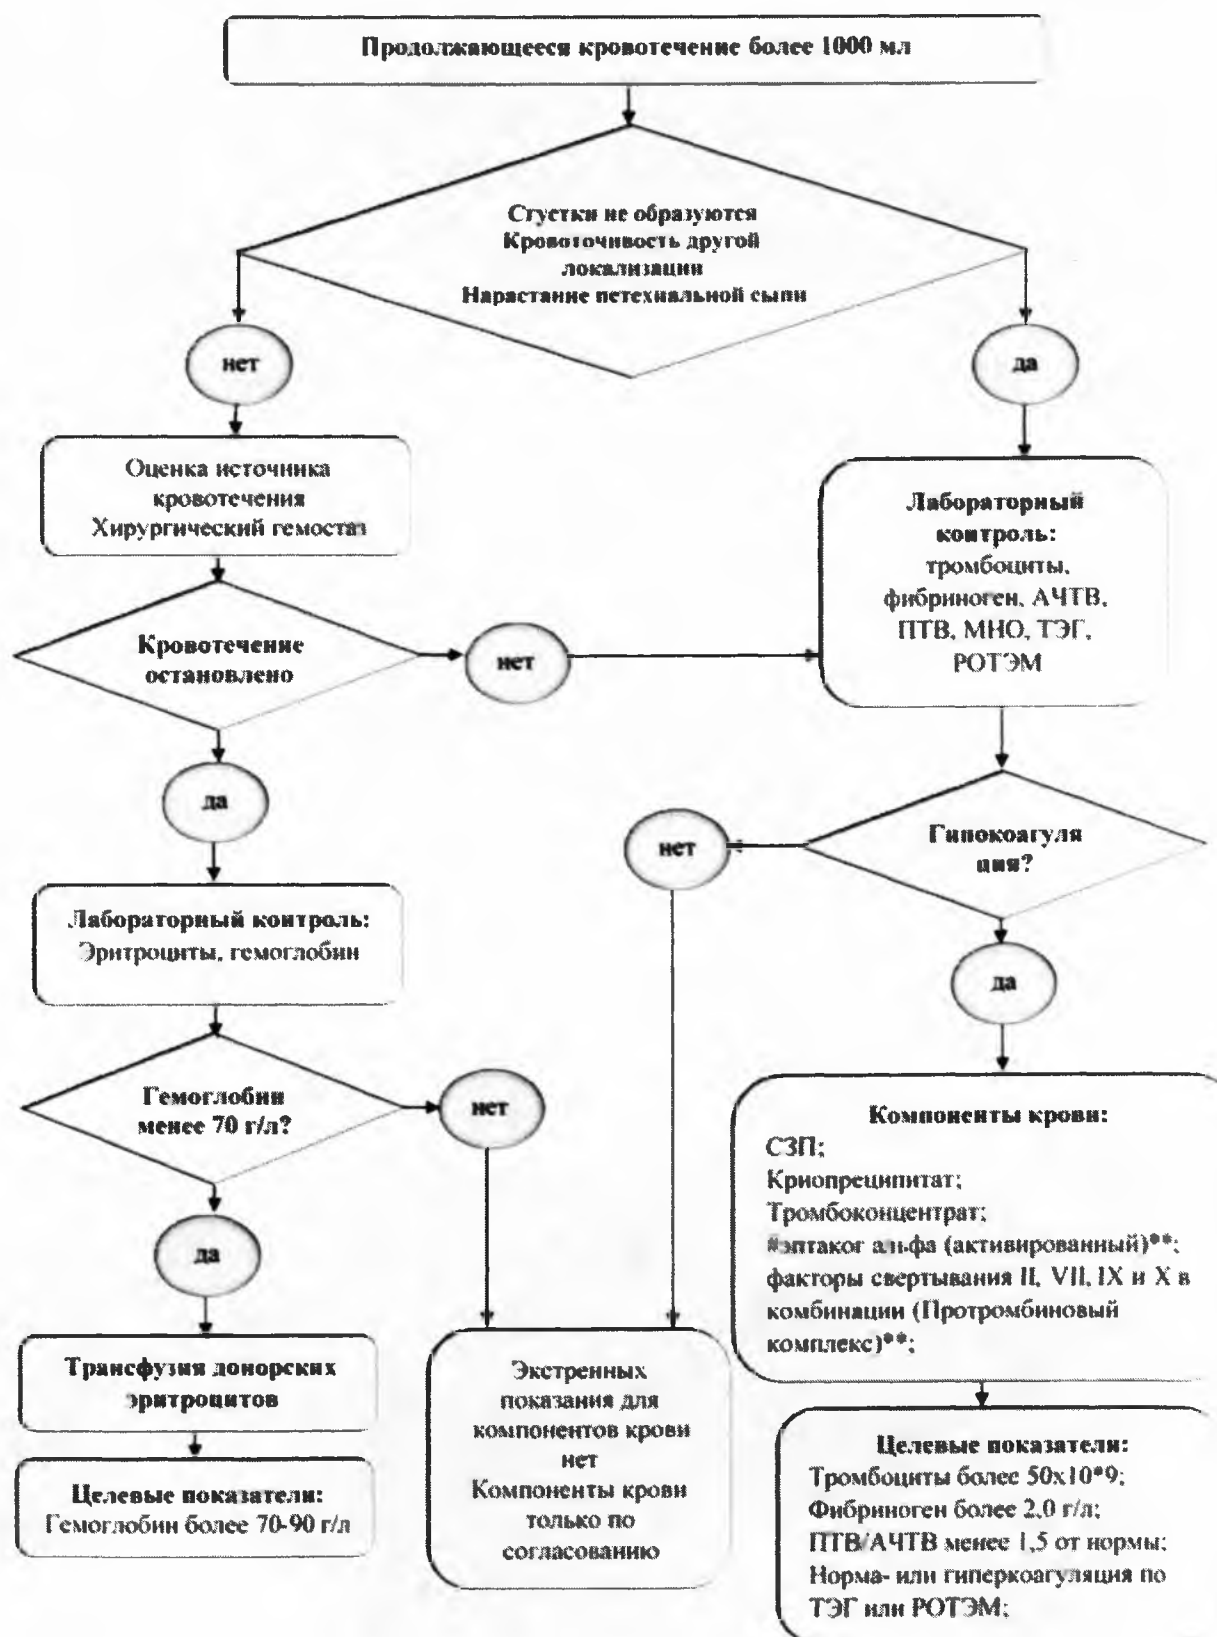 Продолжающееся кровотечение более 1000 мл
Сгустки не образуются
Кровоточивость другой
локализации
Нарастание петехиальной сыпи
нет
да
Оценка источника
кровотечения
Хирургический гемостаз
Лабораторный
контроль:
тромбоциты,
фибриноген, АЧТВ,
ПТВ, МНО, ТЭГ,
РОТЭМ
Кровотечение
остановлено
нет
да
Гипокоагуля
ция?
нет
да
Лабораторный контроль:
Эритроциты, гемоглобин
Гемоглобин
менее 70 г/л?
нет
да
Компоненты крови:
СЗП;
Криопреципитат;
Тромбоконцентрат;
#эптаког альфа (активированный)**;
факторы свертывания II, VII, IX и X в
комбинации (Протромбиновый
комплекс)**;
Трансфузия донорских
эритроцитов
Целевые показатели:
Гемоглобин более 70-90 г/л
Экстренных
показания для
компонентов крови
нет
Компоненты крови
только по
согласованию
Целевые показатели:
Тромбоциты более 50х10*9;
Фибриноген более 2,0 г/л;
ПТВ/АЧТВ менее 1,5 от нормы;
Норма- или гиперкоагуляция по
ТЭГ или РОТЭМ;